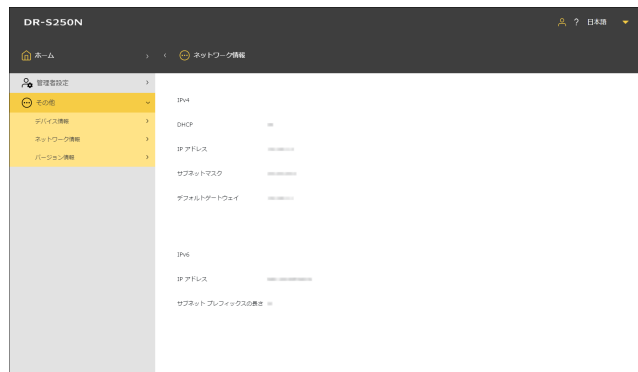 DR-S250N
? 日本語
ホーム
ネットワーク情報
管理者設定
その他
デバイス情報
ネットワーク情報
バージョン情報
IPv4
DHCP
IP アドレス
サブネットマスク
デフォルトゲートウェイ
IPv6
IP アドレス
サブネット プレフィックスの長さ